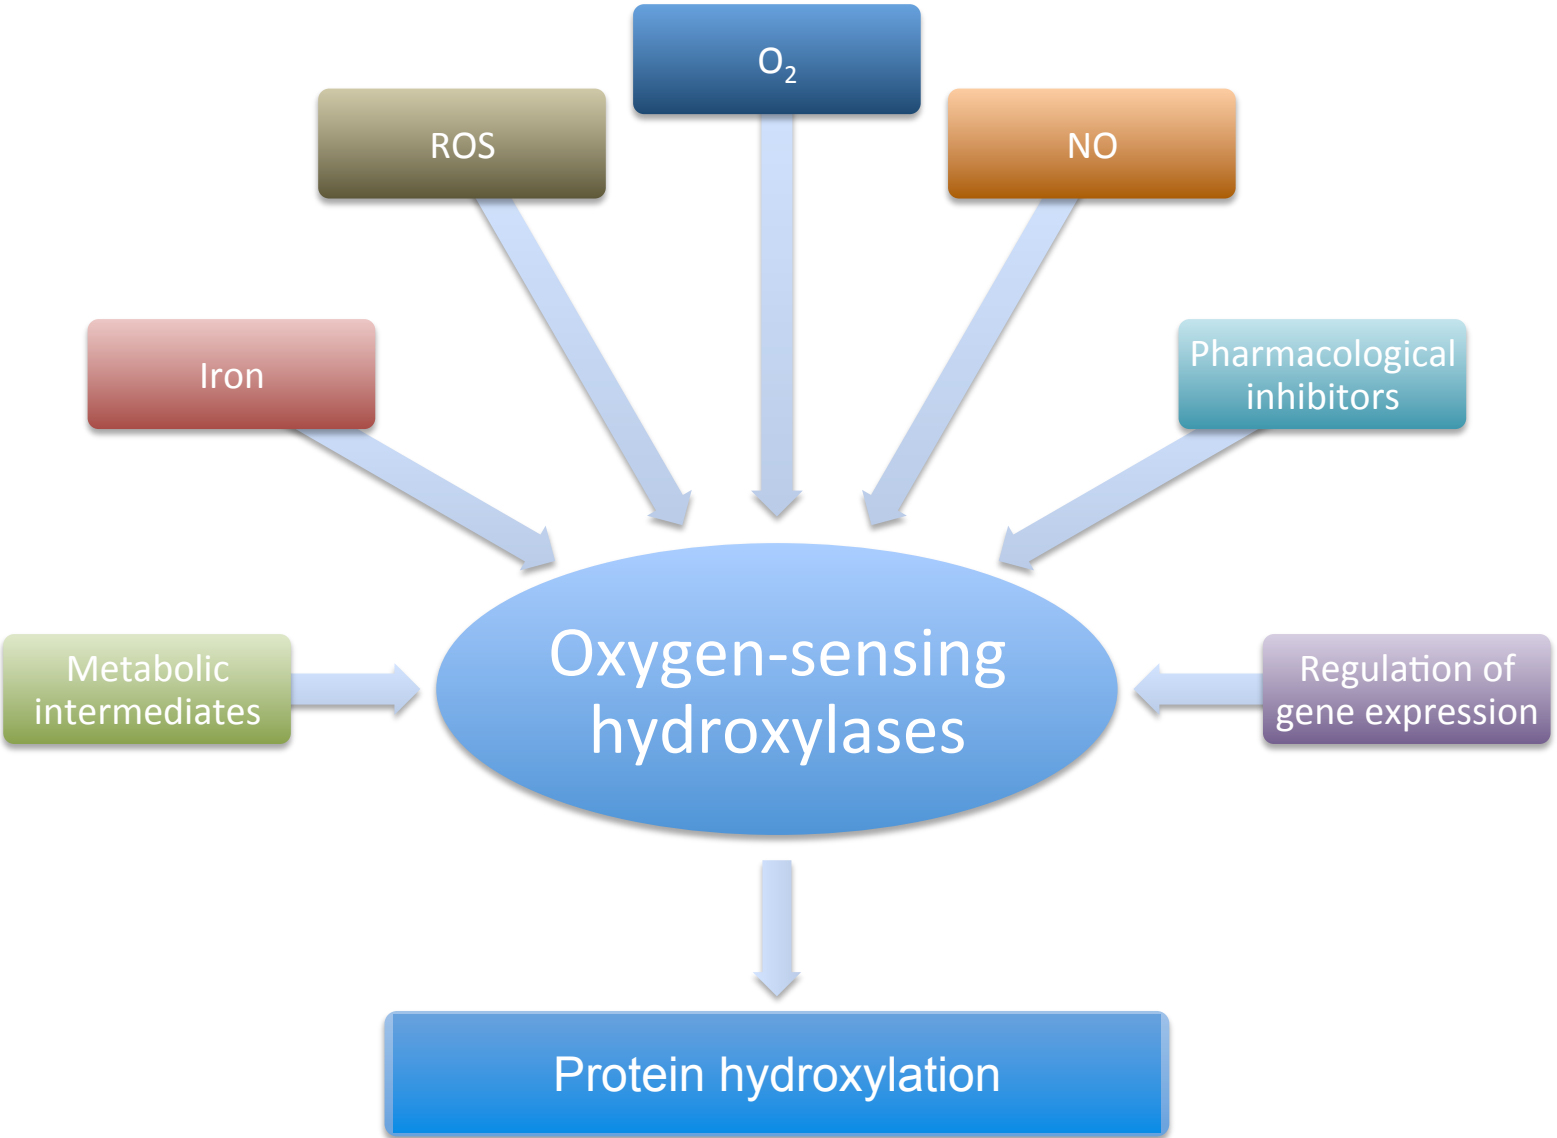 O₂
ROS
NO
Iron
Pharmacological
inhibitors
Metabolic
intermediates
Oxygen-sensing
hydroxylases
Regulation of
gene expression
Protein hydroxylation